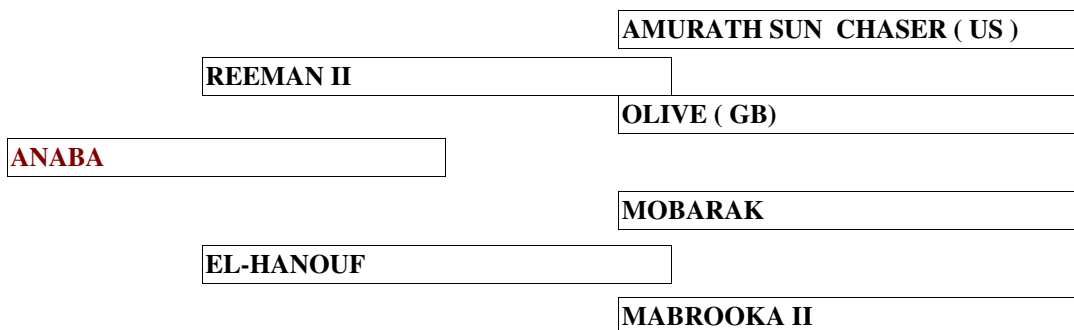 AMURATH SUN CHASER ( US )
REEMAN II
OLIVE ( GB)
ANABA
MOBARAK
EL-HANOUF
MABROOKA II